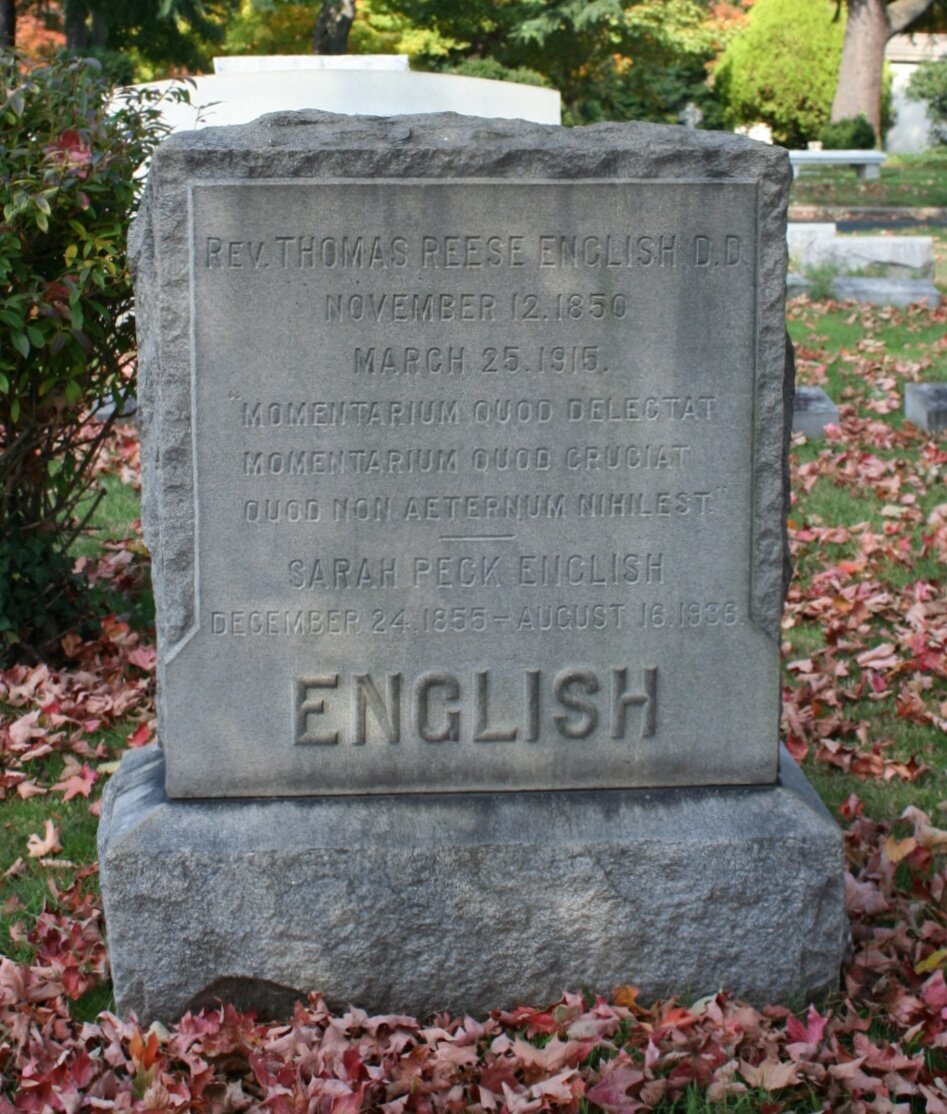 REV. THOMAS REESE ENGLISH D.D.
NOVEMBER 12. 1850
MARCH 25. 1915.
"MOMENTARIUM QUOD DELECTAT
MOMENTARIUM QUOD CRUCIAT
QUOD NON AETERNUM NIHIL EST"
SARAH PECK ENGLISH
DECEMBER 24. 1855 – AUGUST 16. 1936.
ENGLISH